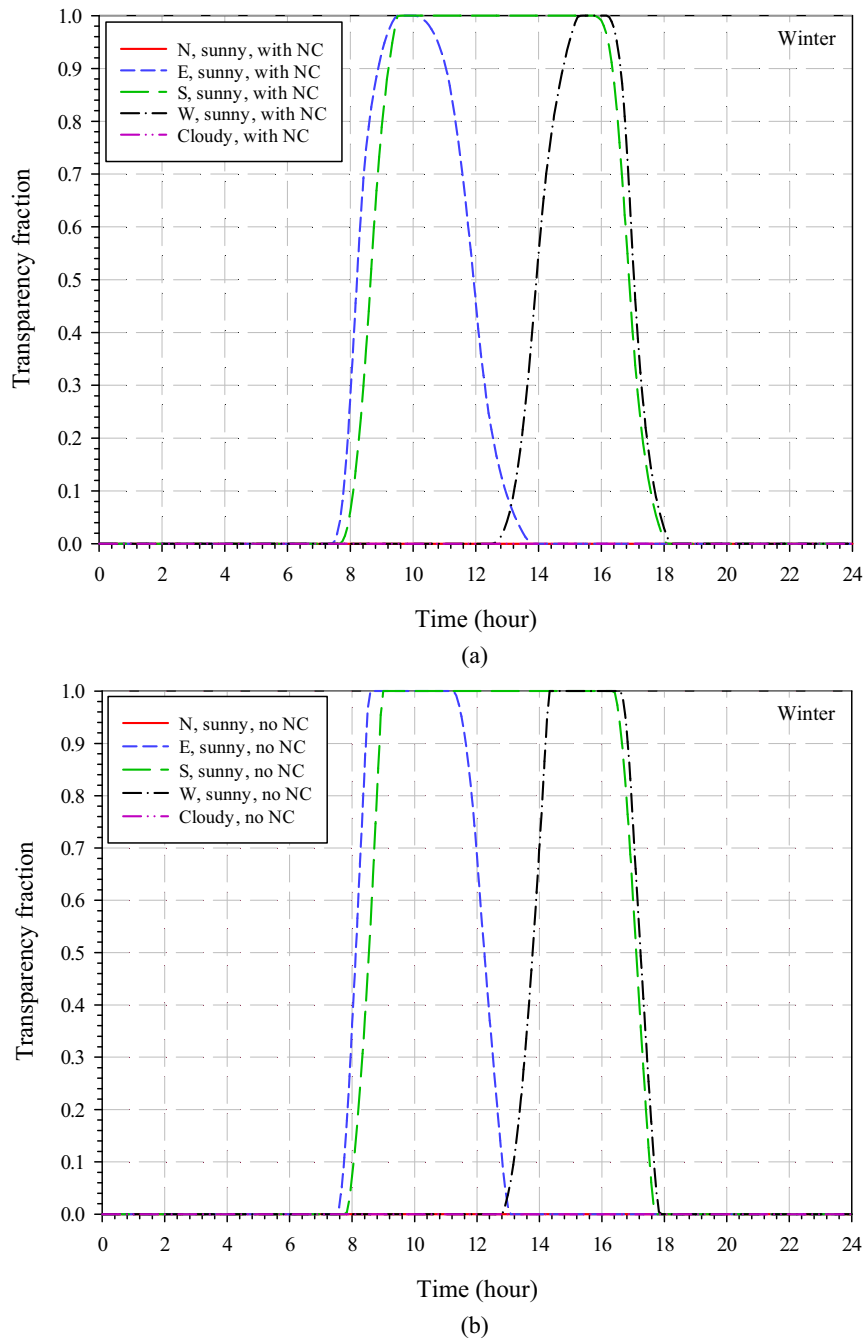 1.0
Winter
N, sunny, with NC
0.9
E, sunny, with NC
0.8
S, sunny, with NC
W, sunny, with NC
Cloudy, with NC
0.7
0.6
0.5
0.4
0.3
0.2
0.1
0.0
Transparency fraction
0 2 4 6 8 10 12 14 16 18 20 22 24
Time (hour)
(a)
1.0
Winter
N, sunny, no NC
0.9
E, sunny, no NC
S, sunny, no NC
0.8
W, sunny, no NC
Cloudy, no NC
0.7
0.6
0.5
0.4
0.3
0.2
0.1
0.0
Transparency fraction
0 2 4 6 8 10 12 14 16 18 20 22 24
Time (hour)
(b)